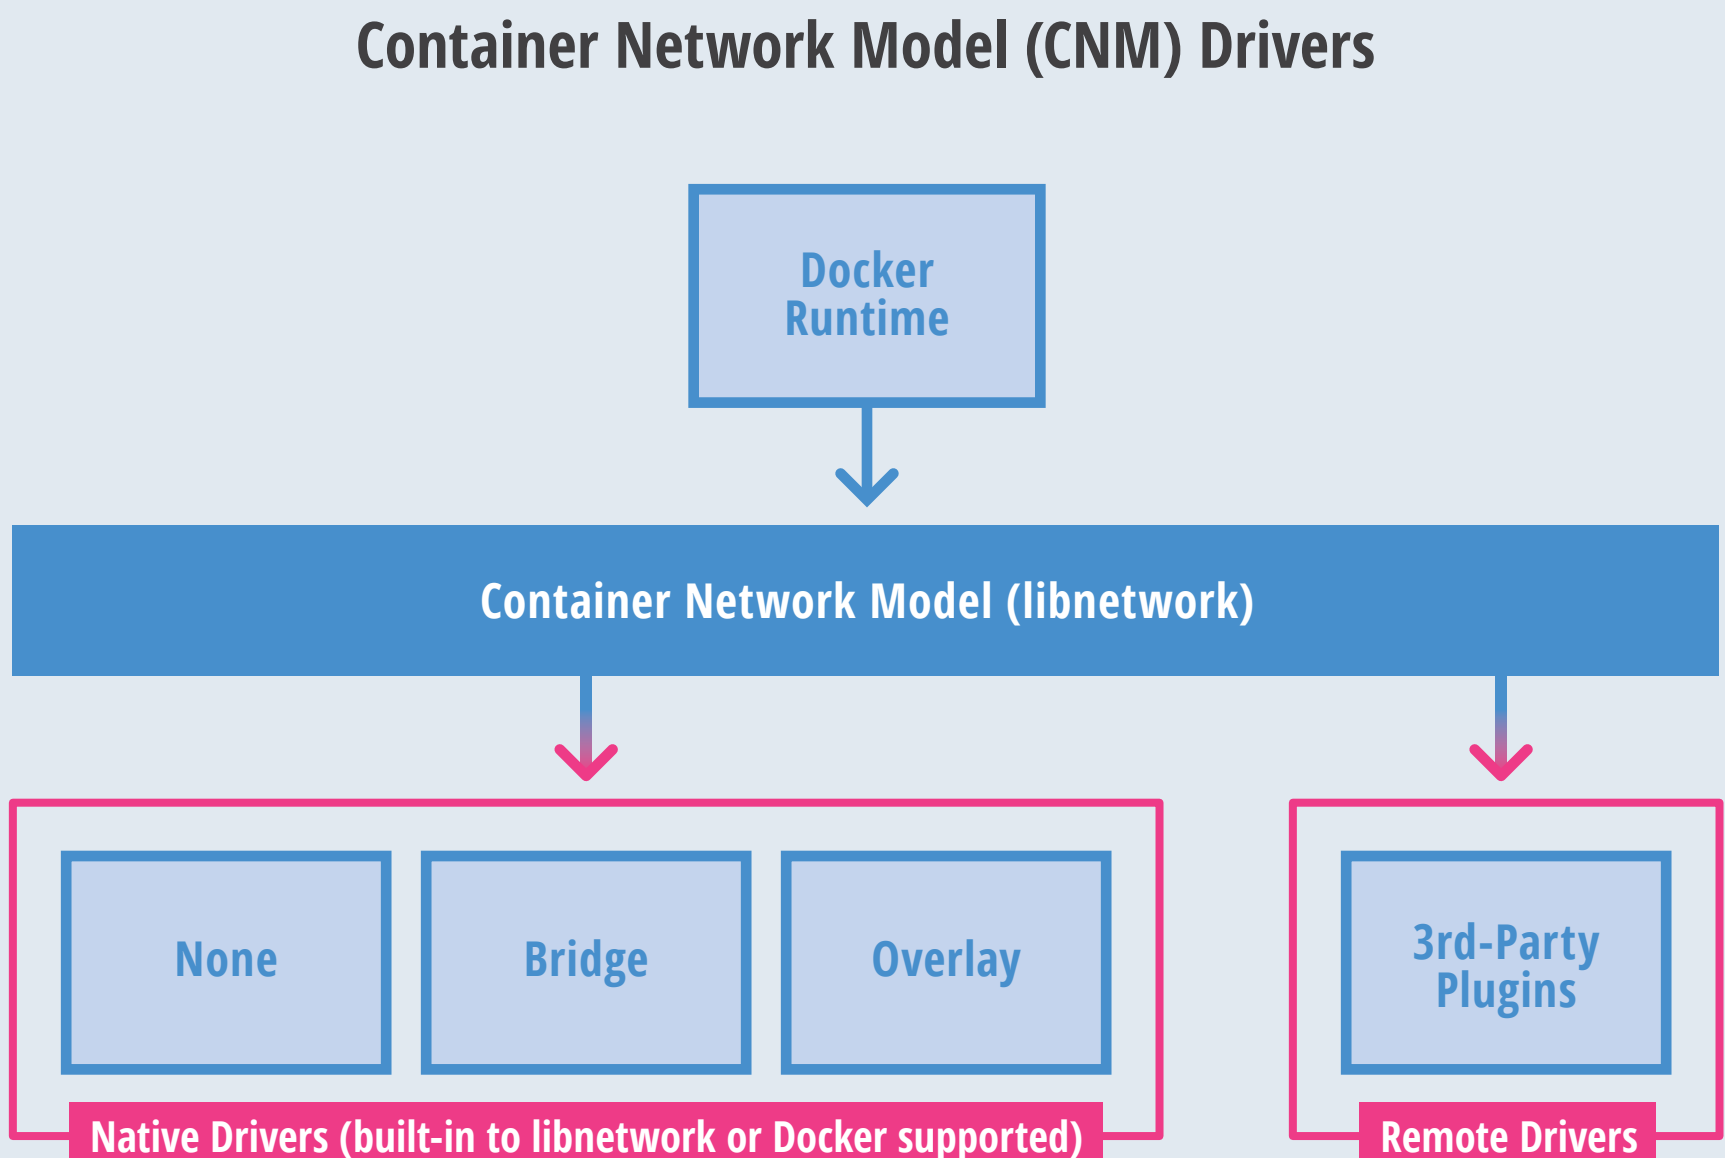 Container Network Model (CNM) Drivers
Docker
Runtime
Container Network Model (libnetwork)
None
Bridge
Overlay
3rd-Party
Plugins
Native Drivers (built-in to libnetwork or Docker supported)
Remote Drivers